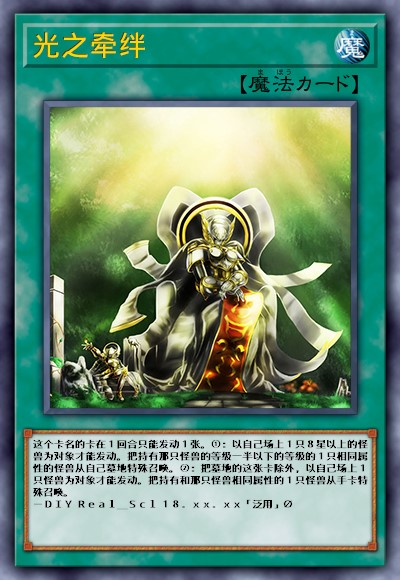 光之牵绊
魔
【魔法カード】
まほう
这个卡名的卡在1回合只能发动1张。①：以自己场上1只8星以上的怪
兽为对象才能发动。把持有那只怪兽的等级一半以下的等级的1只相同属
性的怪兽从自己墓地特殊召唤。②：把墓地的这张卡除外，以自己场上1
只怪兽为对象才能发动。把持有和那只怪兽相同属性的1只怪兽从手卡特
殊召唤。
－DIYReal＿Scl18．xx．xx「泛用」∅